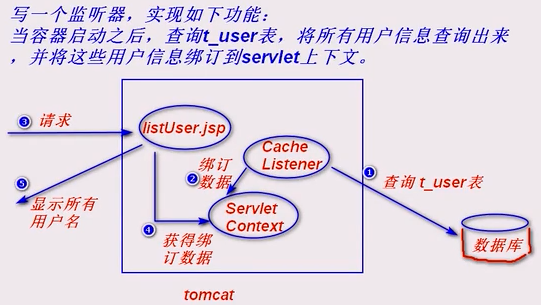 写一个监听器，实现如下功能：
当容器启动之后，查询t_user表，将所有用户信息查询出来
，并将这些用户信息绑订到servlet上下文。
3 请求
listUser.jsp
Cache
Listener
1
查询 t_user表
绑订
2 数据
5
显示所有
用户名
Servlet
Context
4
获得绑
订数据
数据库
tomcat